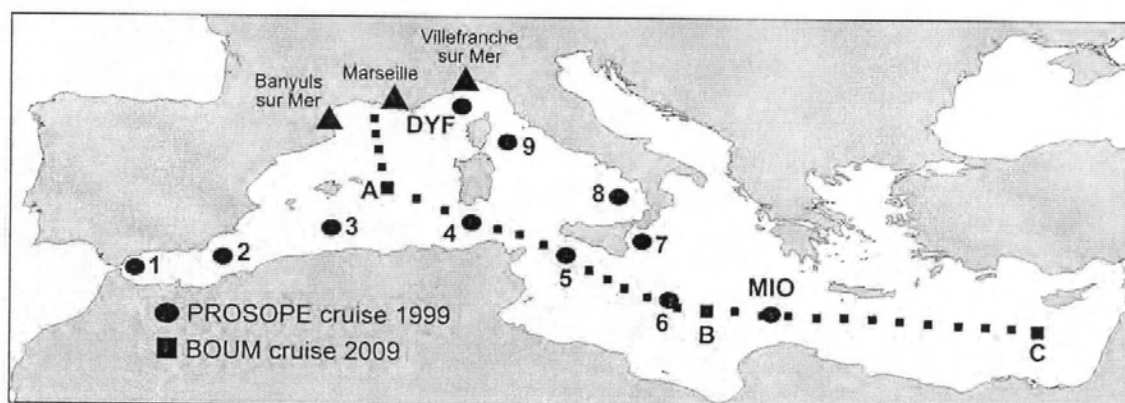 Villefranche
sur Mer
Marseille
Banyuls
sur Mer
DYF
9
A
8
3
4
7
2
1
5
MIO
6
B
C
PROSOPE cruise 1999
BOUM cruise 2009